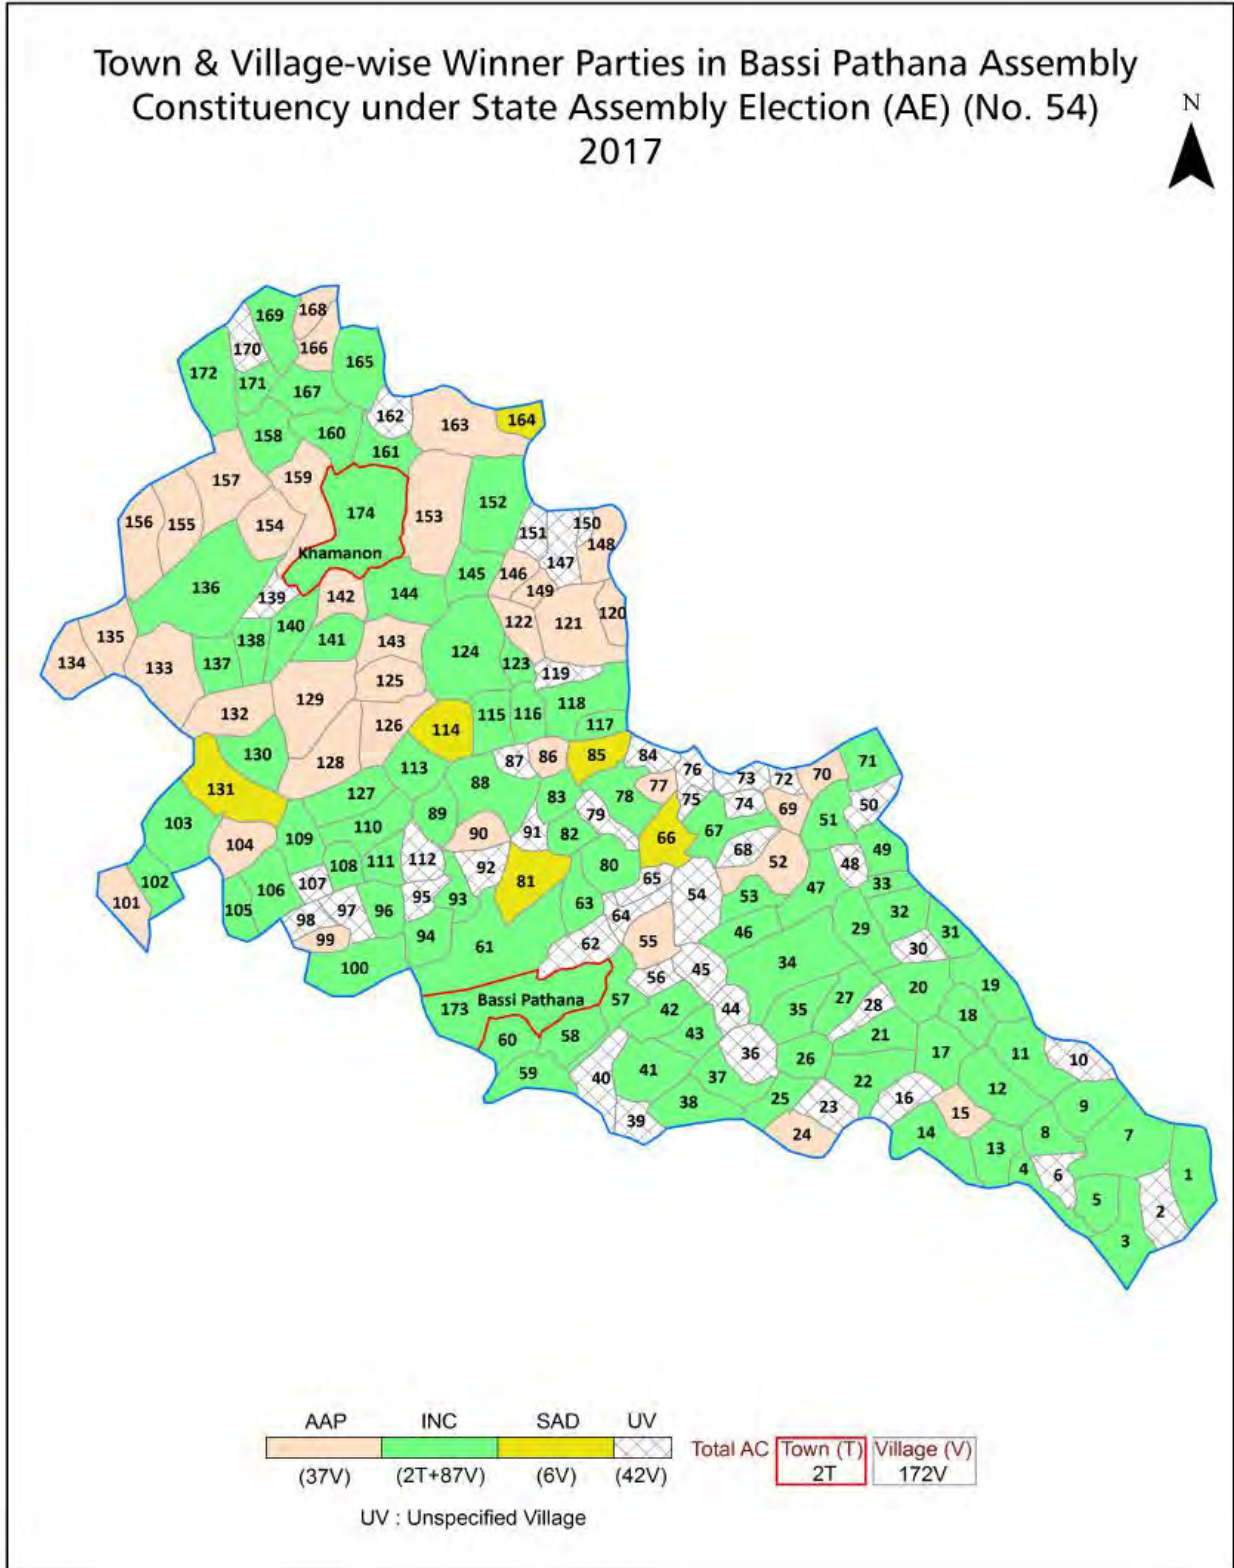 Town & Village-wise Winner Parties in Bassi Pathana Assembly
Constituency under State Assembly Election (AE) (No. 54)
2017
N
169 168
170 166
172 171 165
167
162
163 164
158 160
161
157 159
156 155 154 174 153 152
151 150
148
147
Khamanon
136 139 142 144 145 146 149
135 138 140 141 143 124 122 121 120
134 133 137 123 119
129 125
132 126 114 115 116 118 117
130 128 113 87 86 85 84
131 127 88 76 73 72 70 71
77 75 74 69 50
103 109 110 89 90 83 79 78 66 67 51
104 91 82 68 49
108 111 112 92 81 80 52 48
102 106 107 65 54 53 47 33
101 105 98 97 96 95 93 63 64 32
99 94 61 62 55 46 29 30 31
100 56 45 34
173 Bassi Pathana 57 42 44 35 27 28 20 19
60 58 43 21 18
59 40 41 37 36 26 22 17 11 10
38 25 23 16 12
39 24 14 15 9
13 8 7
4 6 1
5 2
3
AAP INC SAD UV
(37V) (2T+87V) (6V) (42V)
Total AC Town (T) Village (V)
2T 172V
UV : Unspecified Village